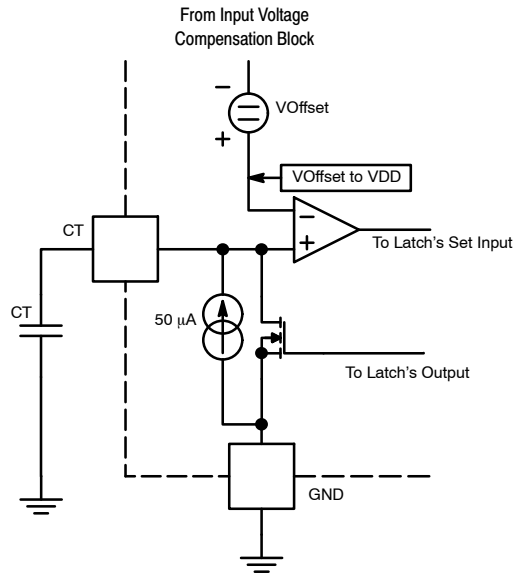 From Input Voltage
Compensation Block
−
VOffset
+
VOffset to VDD
CT
−
+
To Latch's Set Input
CT
50 μA
To Latch's Output
GND